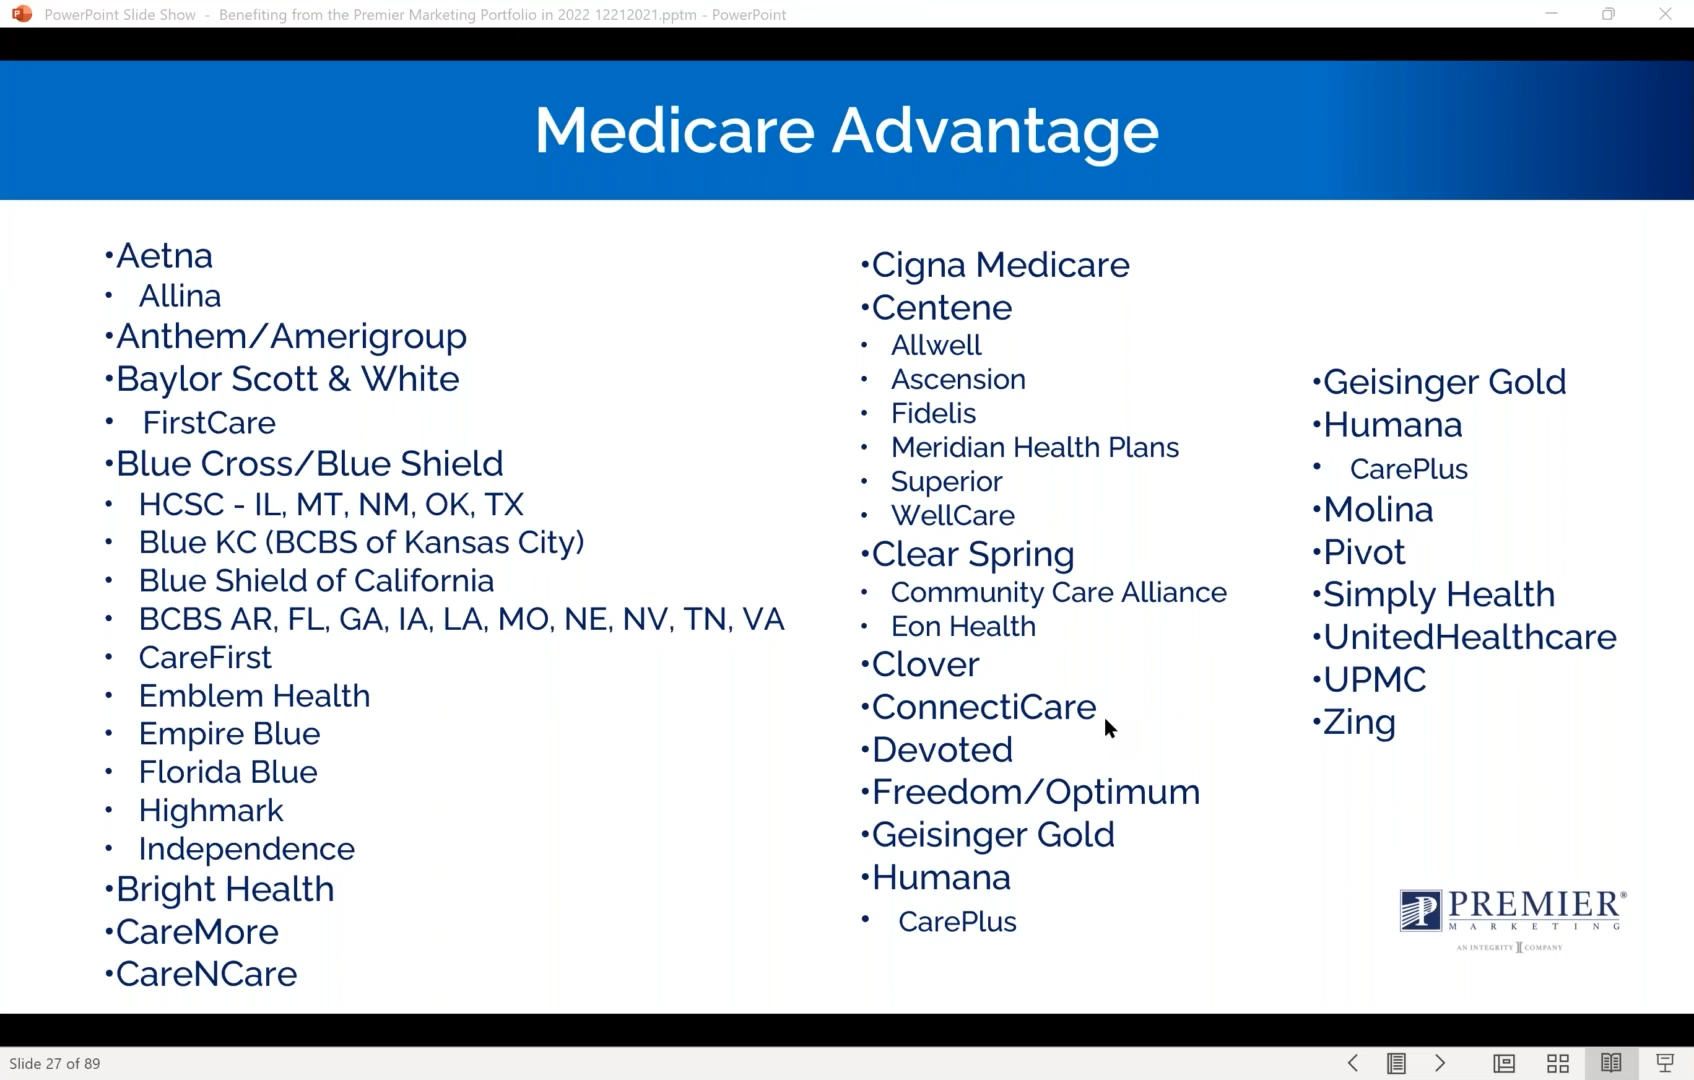 PowerPoint Slide Show - Benefiting from the Premier Marketing Portfolio in 2022 12212021.pptm - PowerPoint
Medicare Advantage
•Aetna
• Allina
•Anthem/Amerigroup
•Baylor Scott & White
• FirstCare
•Blue Cross/Blue Shield
• HCSC - IL, MT, NM, OK, TX
• Blue KC (BCBS of Kansas City)
• Blue Shield of California
• BCBS AR, FL, GA, IA, LA, MO, NE, NV, TN, VA
• CareFirst
• Emblem Health
• Empire Blue
• Florida Blue
• Highmark
• Independence
•Bright Health
•CareMore
•CareNCare
•Cigna Medicare
•Centene
• Allwell
• Ascension
• Fidelis
• Meridian Health Plans
• Superior
• WellCare
•Clear Spring
• Community Care Alliance
• Eon Health
•Clover
•ConnectiCare
•Devoted
•Freedom/Optimum
•Geisinger Gold
•Humana
• CarePlus
•Geisinger Gold
•Humana
• CarePlus
•Molina
•Pivot
•Simply Health
•UnitedHealthcare
•UPMC
•Zing
PREMIER®
MARKETING
AN INTEGRITY COMPANY
Slide 27 of 89